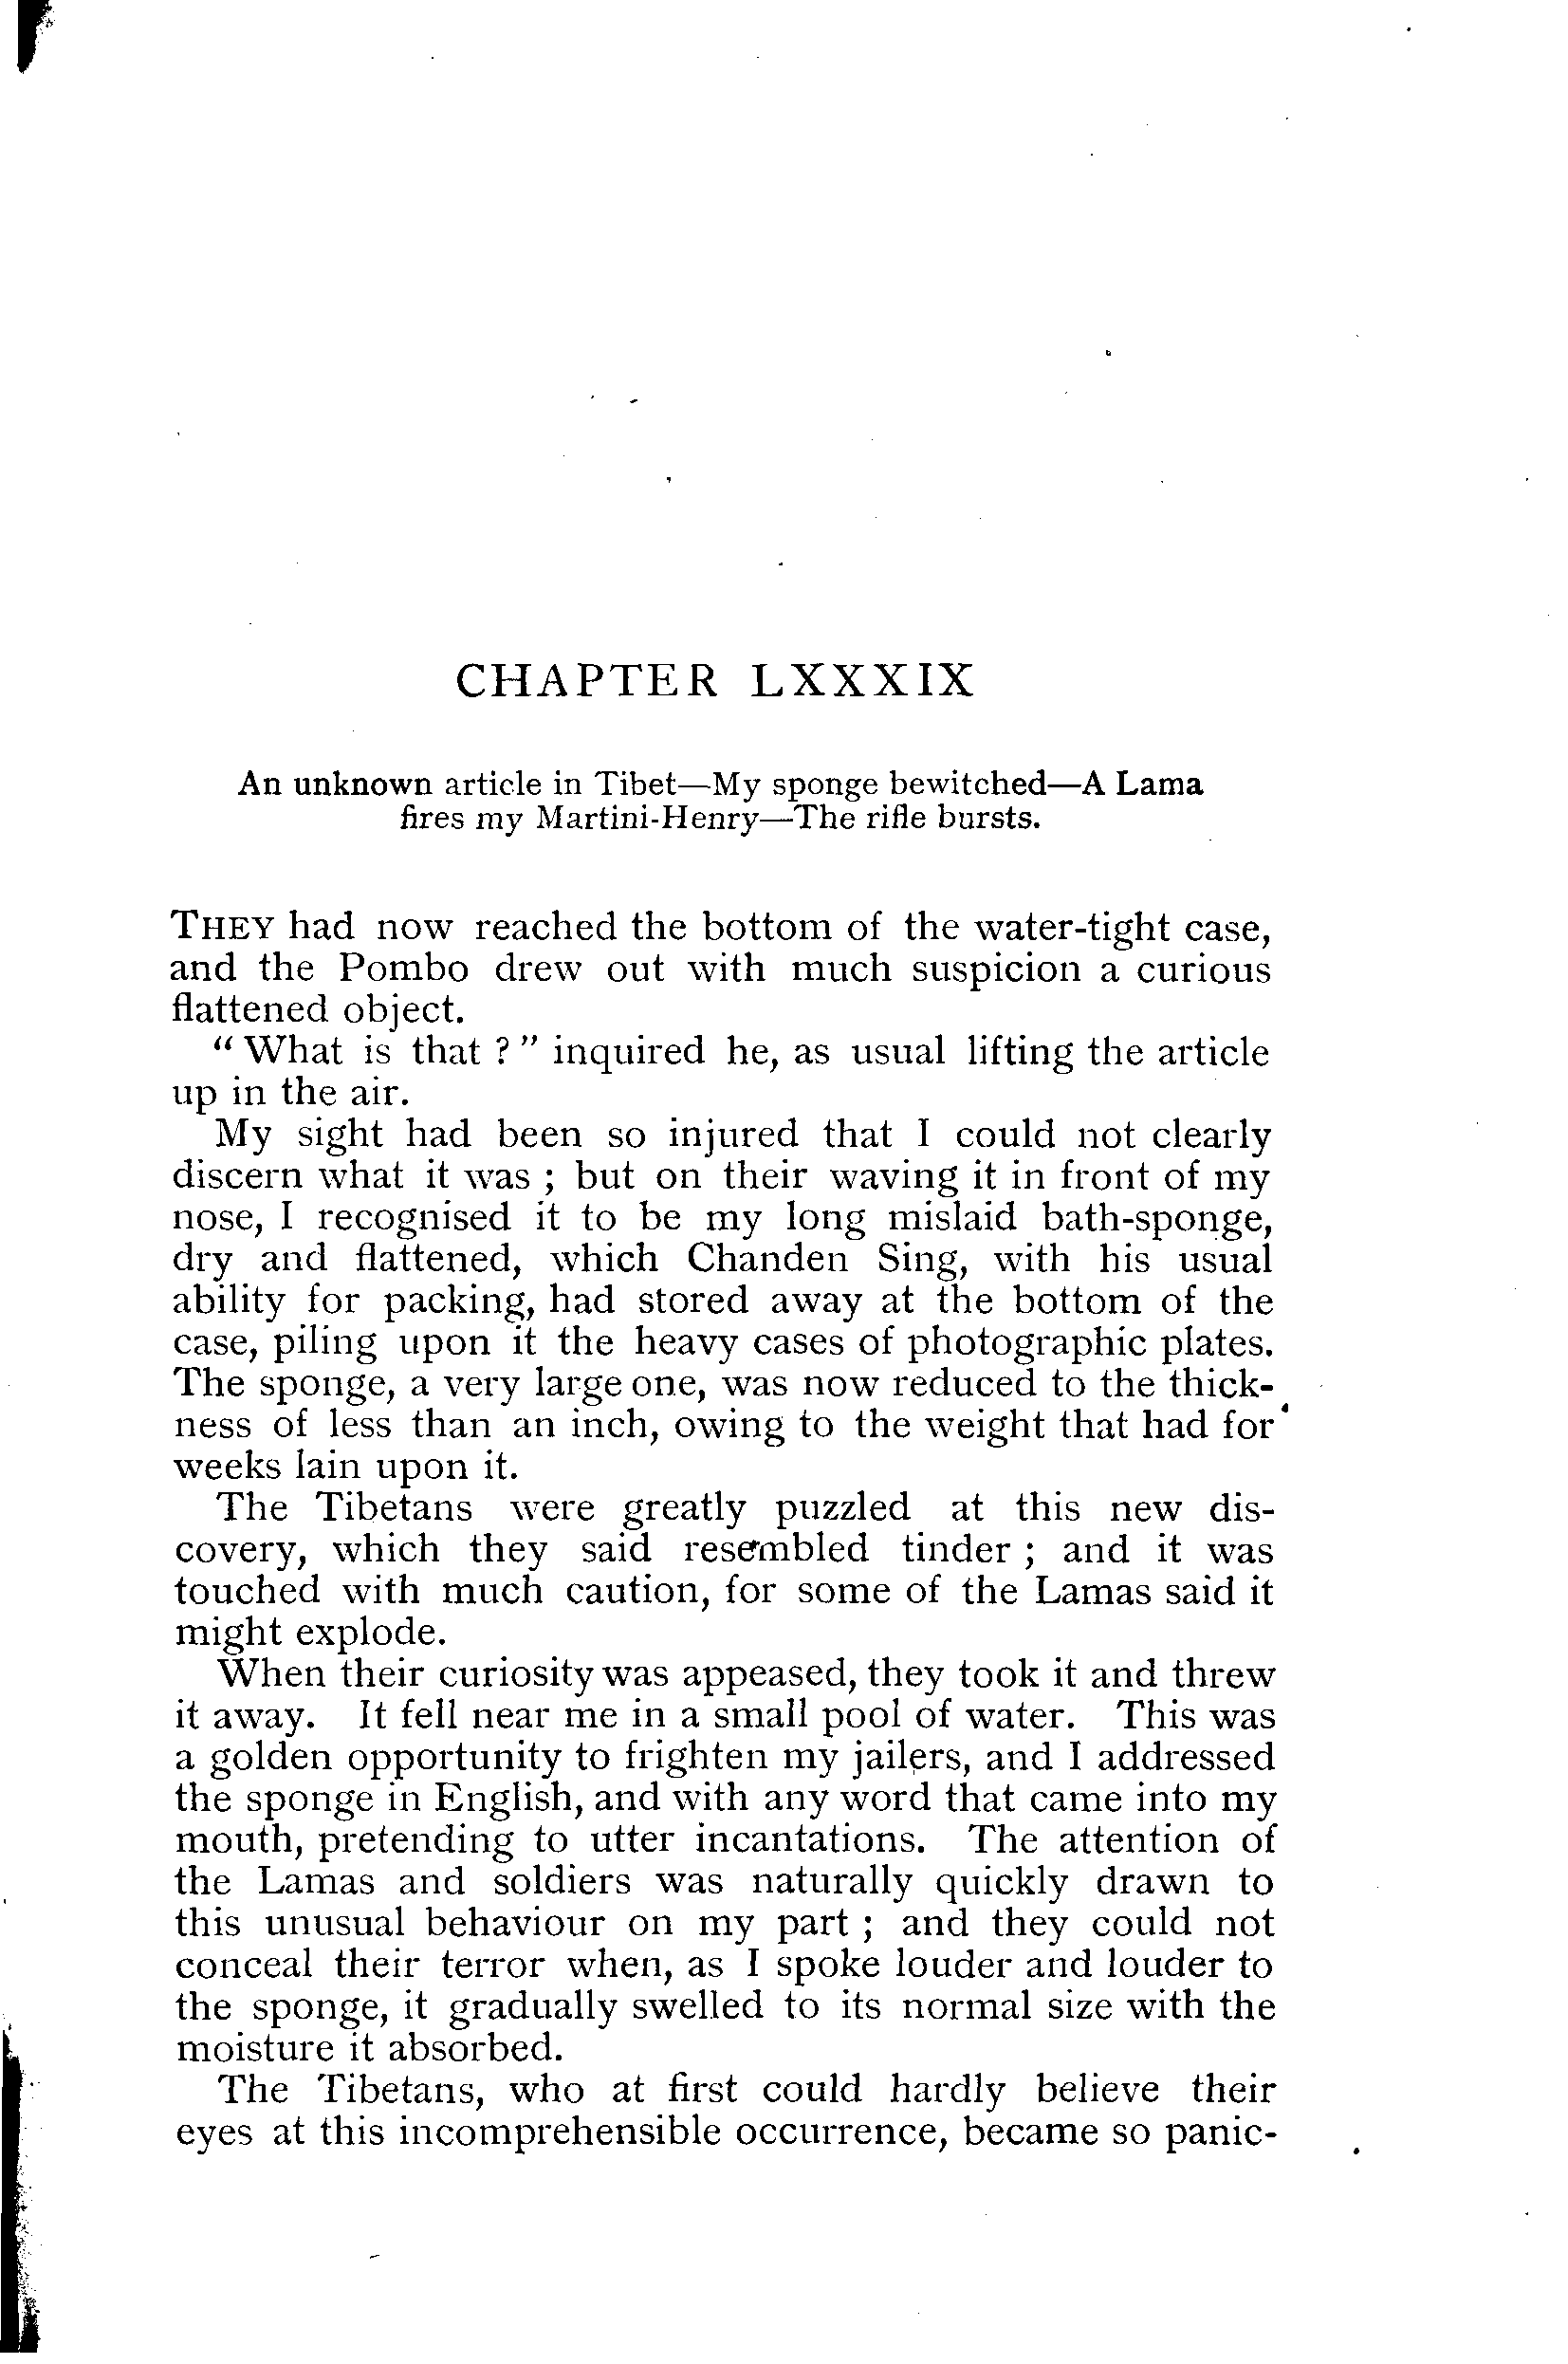 CHAPTER LXXXIX
An unknown article in Tibet—My sponge bewitched—A Lama
fires my Martini-Henry—The rifle bursts.
THEY had now reached the bottom of the water-tight case,
and the Pombo drew out with much suspicion a curious
flattened object.
“ What is that ? ” inquired he, as usual lifting the article
up in the air.
My sight had been so injured that I could not clearly
discern what it was ; but on their waving it in front of my
nose, I recognised it to be my long mislaid bath-sponge,
dry and flattened, which Chanden Sing, with his usual
ability for packing, had stored away at the bottom of the
case, piling upon it the heavy cases of photographic plates.
The sponge, a very large one, was now reduced to the thick-
ness of less than an inch, owing to the weight that had for
weeks lain upon it.
The Tibetans were greatly puzzled at this new dis-
covery, which they said resembled tinder ; and it was
touched with much caution, for some of the Lamas said it
might explode.
When their curiosity was appeased, they took it and threw
it away. It fell near me in a small pool of water. This was
a golden opportunity to frighten my jailers, and I addressed
the sponge in English, and with any word that came into my
mouth, pretending to utter incantations. The attention of
the Lamas and soldiers was naturally quickly drawn to
this unusual behaviour on my part ; and they could not
conceal their terror when, as I spoke louder and louder to
the sponge, it gradually swelled to its normal size with the
moisture it absorbed.
The Tibetans, who at first could hardly believe their
eyes at this incomprehensible occurrence, became so panic-